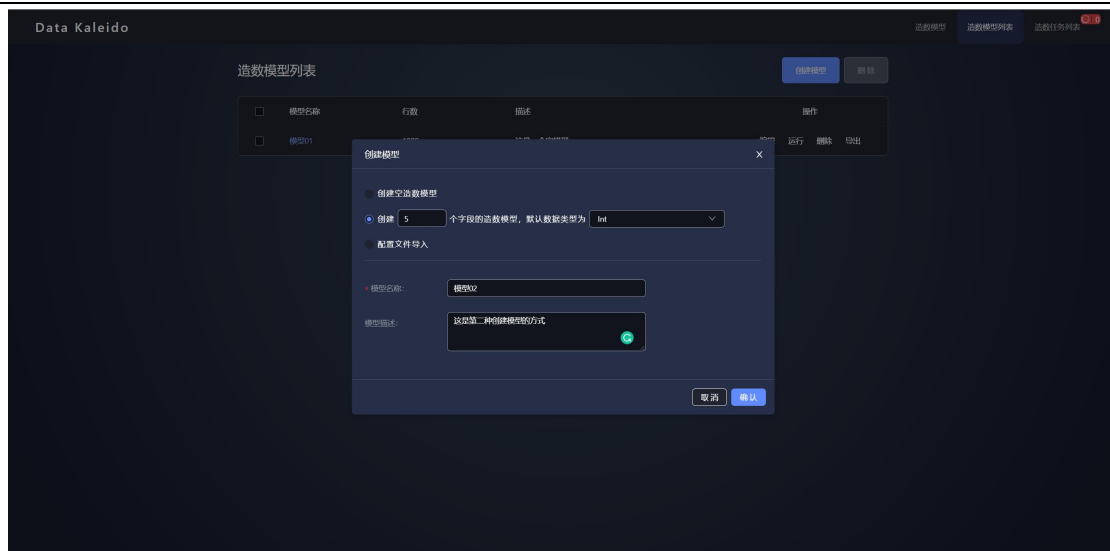 Data Kaleido
造数模型 造数模型列表 造数任务列表 0
造数模型列表 创建模型 删除
模型名称 行数 描述 操作
模型01 运行 删除 导出
创建模型
创建空造数模型
创建 5 个字段的造数模型，默认数据类型为 Int
配置文件导入
* 模型名称: 模型02
模型描述: 这是第二种创建模型的方式
取消 确认